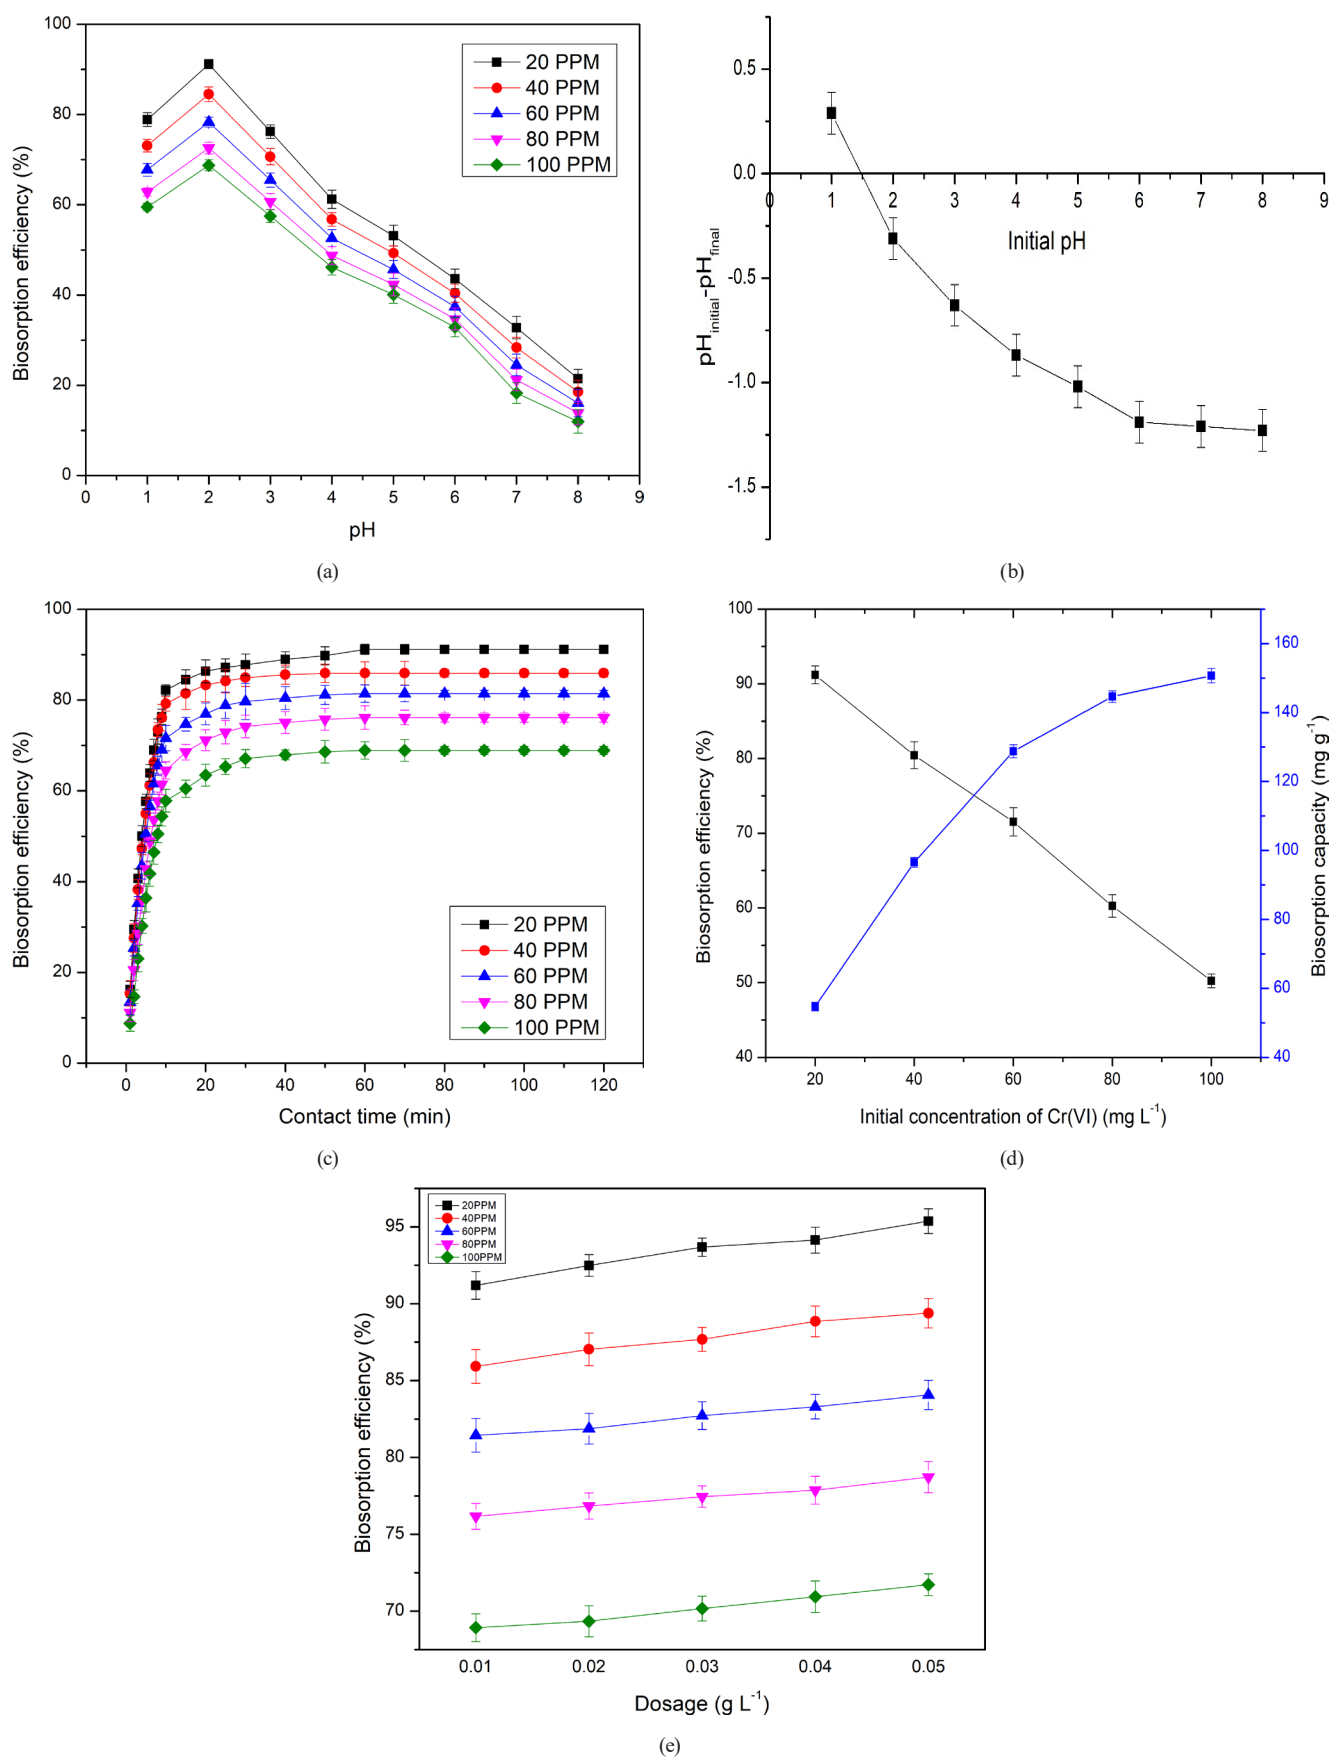 100
80
60
40
20
0
0 1 2 3 4 5 6 7 8 9
Biosorption efficiency (%)
pH
20 PPM
40 PPM
60 PPM
80 PPM
100 PPM
(a)
0.5
0.0
-0.5
-1.0
-1.5
0 1 2 3 4 5 6 7 8 9
Initial pH
pHinitial-pHfinal
(b)
100
80
60
40
20
0
0 20 40 60 80 100 120
Biosorption efficiency (%)
Contact time (min)
20 PPM
40 PPM
60 PPM
80 PPM
100 PPM
(c)
100
90
80
70
60
50
40
20 40 60 80 100
Biosorption efficiency (%)
Initial concentration of Cr(VI) (mg L-1)
160
140
120
100
80
60
40
Biosorption capacity (mg g-1)
(d)
20PPM
40PPM
60PPM
80PPM
100PPM
95
90
85
80
75
70
0.01 0.02 0.03 0.04 0.05
Biosorption efficiency (%)
Dosage (g L-1)
(e)